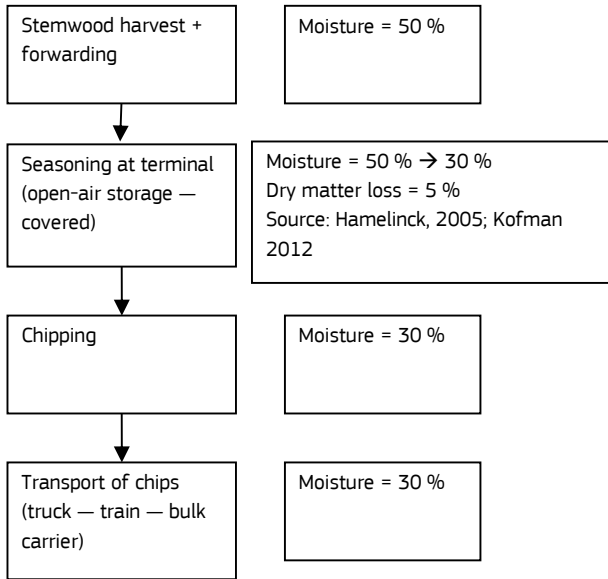 Stemwood harvest +
forwarding
Moisture = 50 %
Seasoning at terminal
(open-air storage —
covered)
Moisture = 50 % → 30 %
Dry matter loss = 5 %
Source: Hamelinck, 2005; Kofman
2012
Chipping
Moisture = 30 %
Transport of chips
(truck — train — bulk
carrier)
Moisture = 30 %